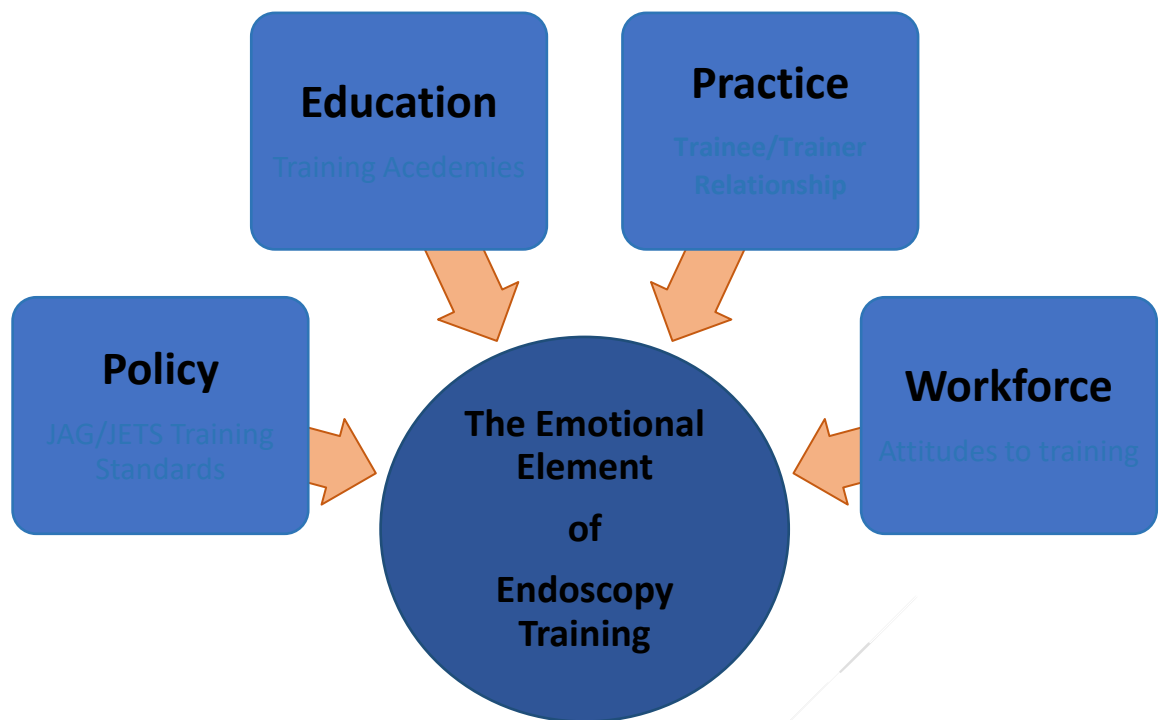 Education
Training Acedemies
Practice
Trainee/Trainer
Relationship
Policy
JAG/JETS Training
Standards
Workforce
Attitudes to training
The Emotional
Element
of
Endoscopy
Training